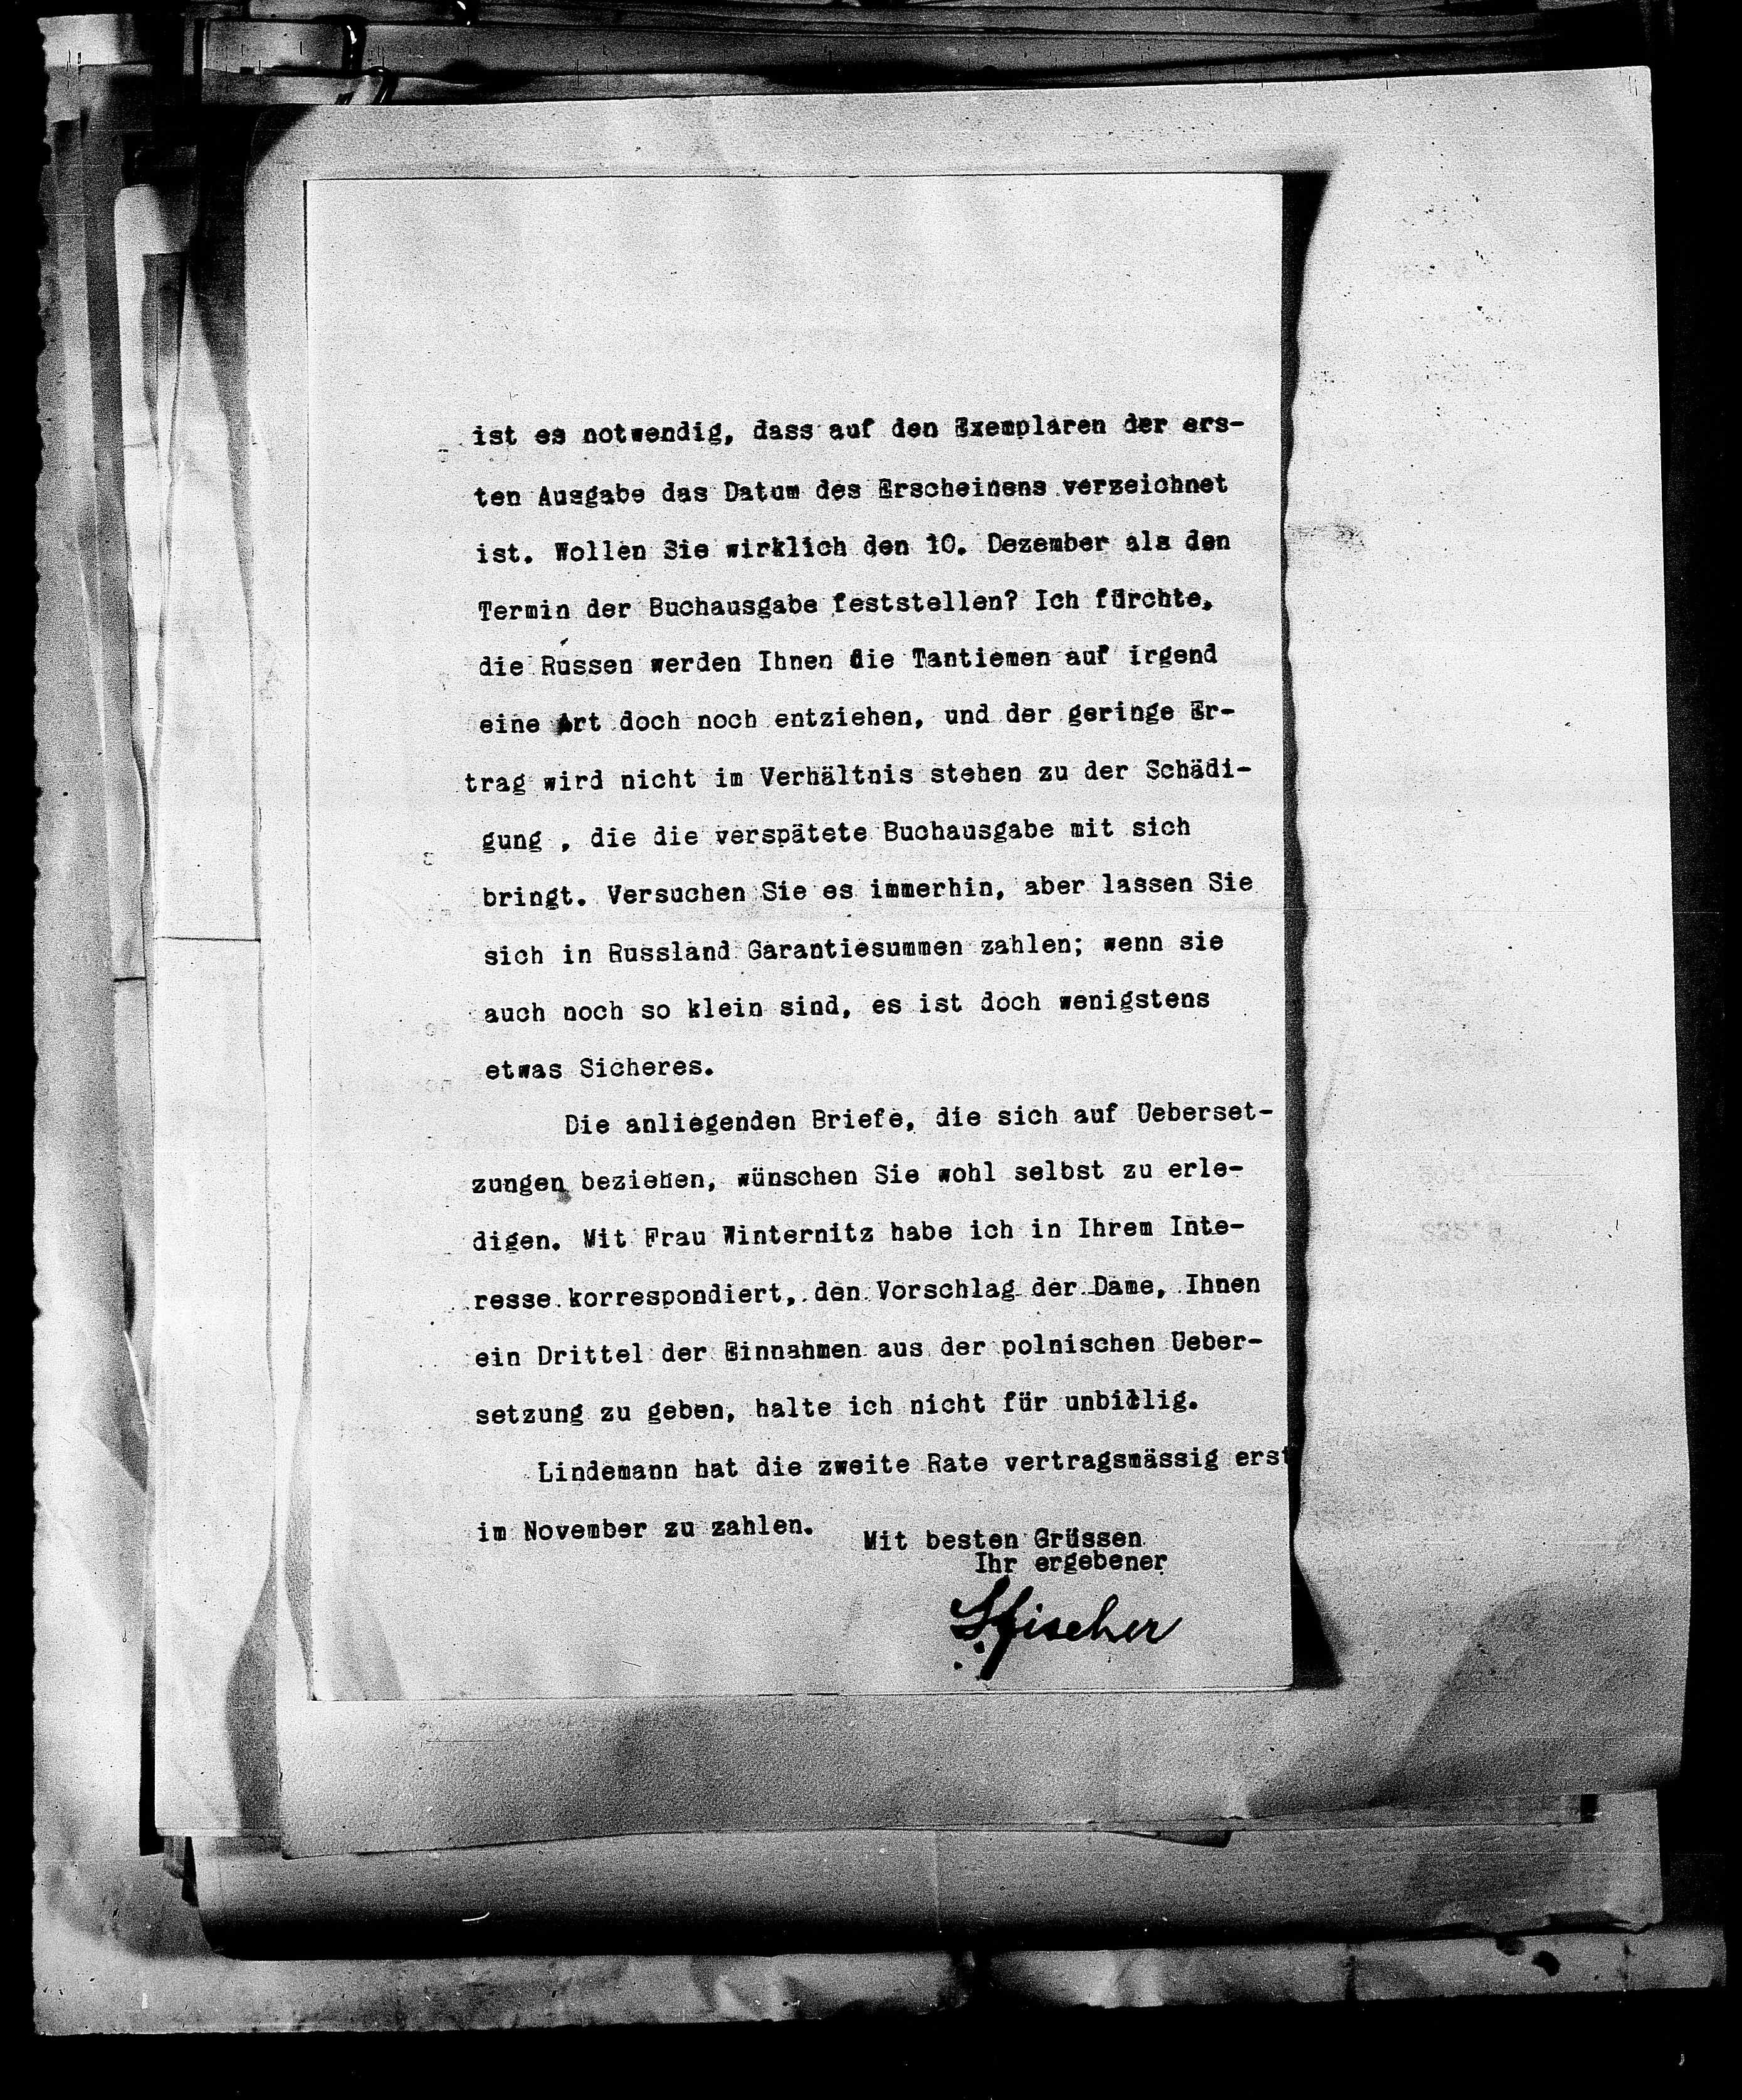 ist es notwendig, dass auf den Exemplaren der ers-
ten Ausgabe das Datum des Erscheinens verzeichnet
ist. Wollen Sie wirklich den 10. Dezember als den
Termin der Buchausgabe feststellen? Ich fürchte,
die Russen werden Ihnen die Tantiemen auf irgend
eine Art doch noch entziehen, und der geringe Er-
trag wird nicht im Verhältnis stehen zu der Schädi-
gung , die die verspätete Buchausgabe mit sich
bringt. Versuchen Sie es immerhin, aber lassen Sie
sich in Russland Garantiesummen zahlen; wenn sie
auch noch so klein sind, es ist doch wenigstens
etwas Sicheres.
Die anliegenden Briefe, die sich auf Ueberset-
zungen beziehen, wünschen Sie wohl selbst zu erle-
digen. Mit Frau Winternitz habe ich in Ihrem Inte-
resse korrespondiert, den Vorschlag der Dame, Ihnen
ein Drittel der Einnahmen aus der polnischen Ueber-
setzung zu geben, halte ich nicht für unbillig.
Lindemann hat die zweite Rate vertragsmässig erst
im November zu zahlen.
Mit besten Grüssen
Ihr ergebener
SFischer